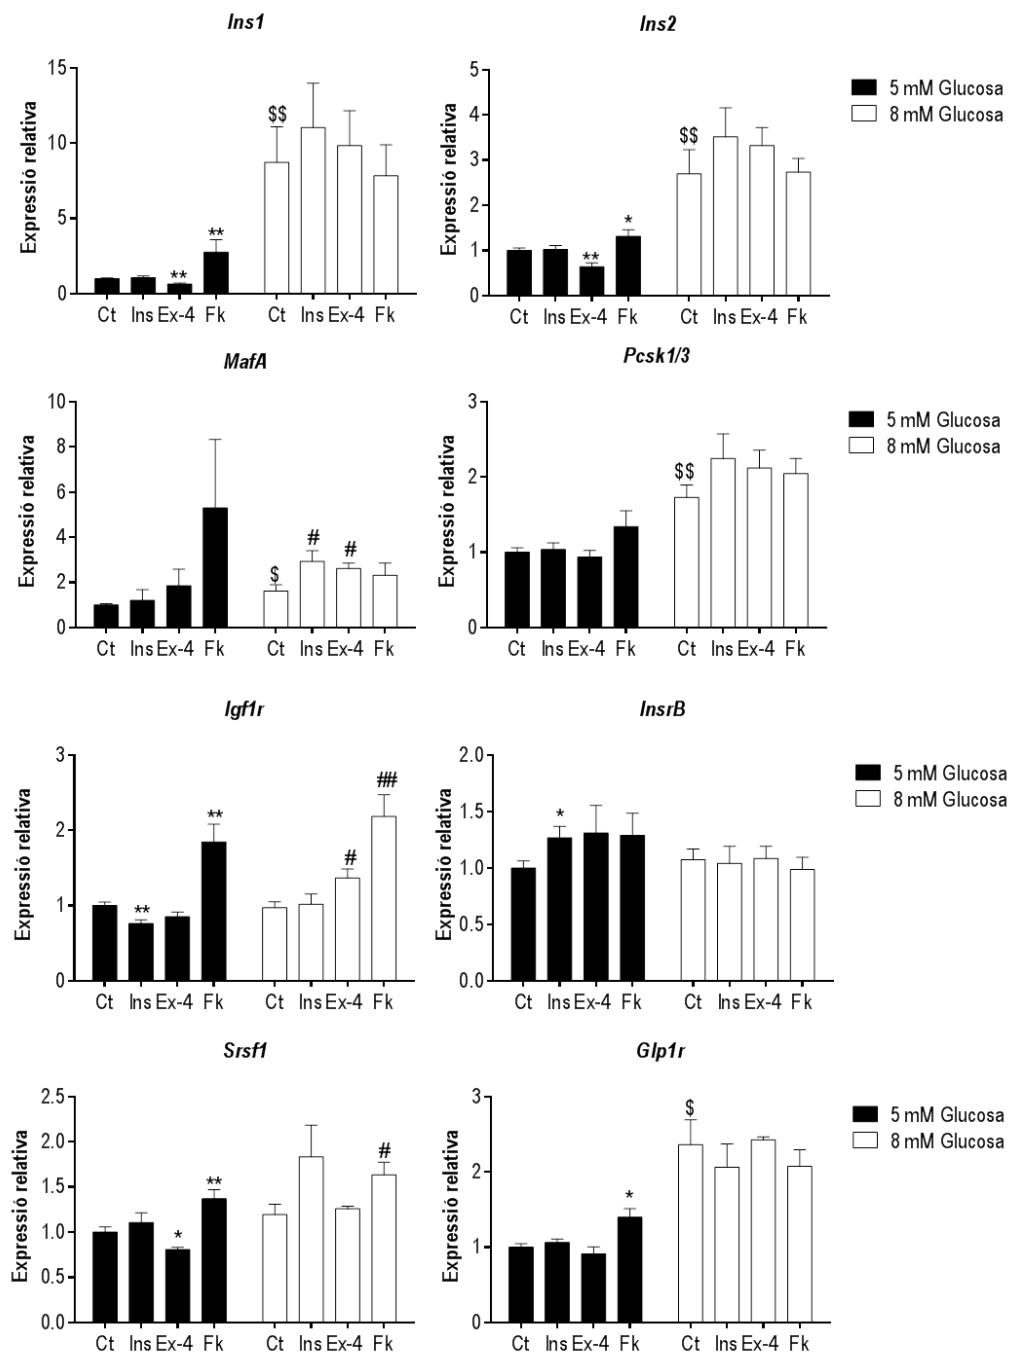 Ins1
Expressió relativa
15
10
5
0
$$
**
**
Ct Ins Ex-4 Fk Ct Ins Ex-4 Fk
Ins2
Expressió relativa
5
4
3
2
1
0
$$
*
**
Ct Ins Ex-4 Fk Ct Ins Ex-4 Fk
5 mM Glucosa
8 mM Glucosa
MafA
Expressió relativa
10
8
6
4
2
0
# #
$
Ct Ins Ex-4 Fk Ct Ins Ex-4 Fk
Pcsk1/3
Expressió relativa
3
2
1
0
$$
Ct Ins Ex-4 Fk Ct Ins Ex-4 Fk
5 mM Glucosa
8 mM Glucosa
Igf1r
Expressió relativa
3
2
1
0
##
**
#
**
Ct Ins Ex-4 Fk Ct Ins Ex-4 Fk
InsrB
Expressió relativa
2.0
1.5
1.0
0.5
0.0
*
Ct Ins Ex-4 Fk Ct Ins Ex-4 Fk
5 mM Glucosa
8 mM Glucosa
Srsf1
Expressió relativa
2.5
2.0
1.5
1.0
0.5
0.0
#
**
*
Ct Ins Ex-4 Fk Ct Ins Ex-4 Fk
Glp1r
Expressió relativa
3
2
1
0
$
*
Ct Ins Ex-4 Fk Ct Ins Ex-4 Fk
5 mM Glucosa
8 mM Glucosa